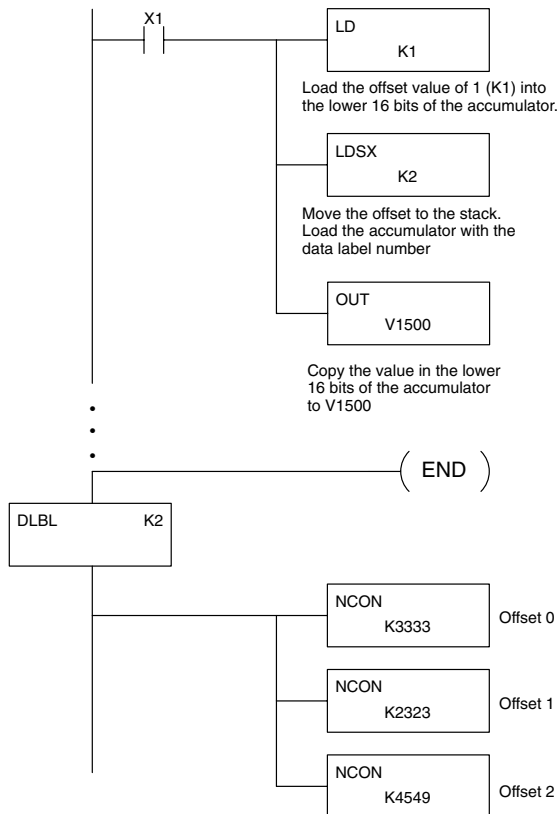 X1
LD
K1
Load the offset value of 1 (K1) into
the lower 16 bits of the accumulator.
LDSX
K2
Move the offset to the stack.
Load the accumulator with the
data label number
OUT
V1500
Copy the value in the lower
16 bits of the accumulator
to V1500
END
DLBL K2
NCON
K3333
Offset 0
NCON
K2323
Offset 1
NCON
K4549
Offset 2